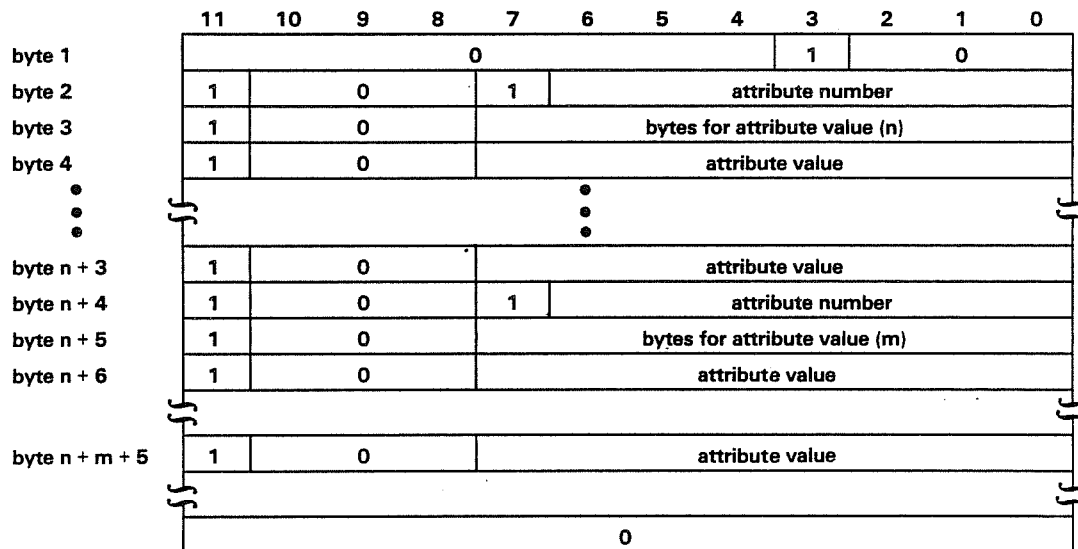 11 10 9 8 7 6 5 4 3 2 1 0
byte 1 0 1 0
byte 2 1 0 1 attribute number
byte 3 1 0 bytes for attribute value (n)
byte 4 1 0 attribute value
byte n + 3 1 0 attribute value
byte n + 4 1 0 1 attribute number
byte n + 5 1 0 bytes for attribute value (m)
byte n + 6 1 0 attribute value
byte n + m + 5 1 0 attribute value
0